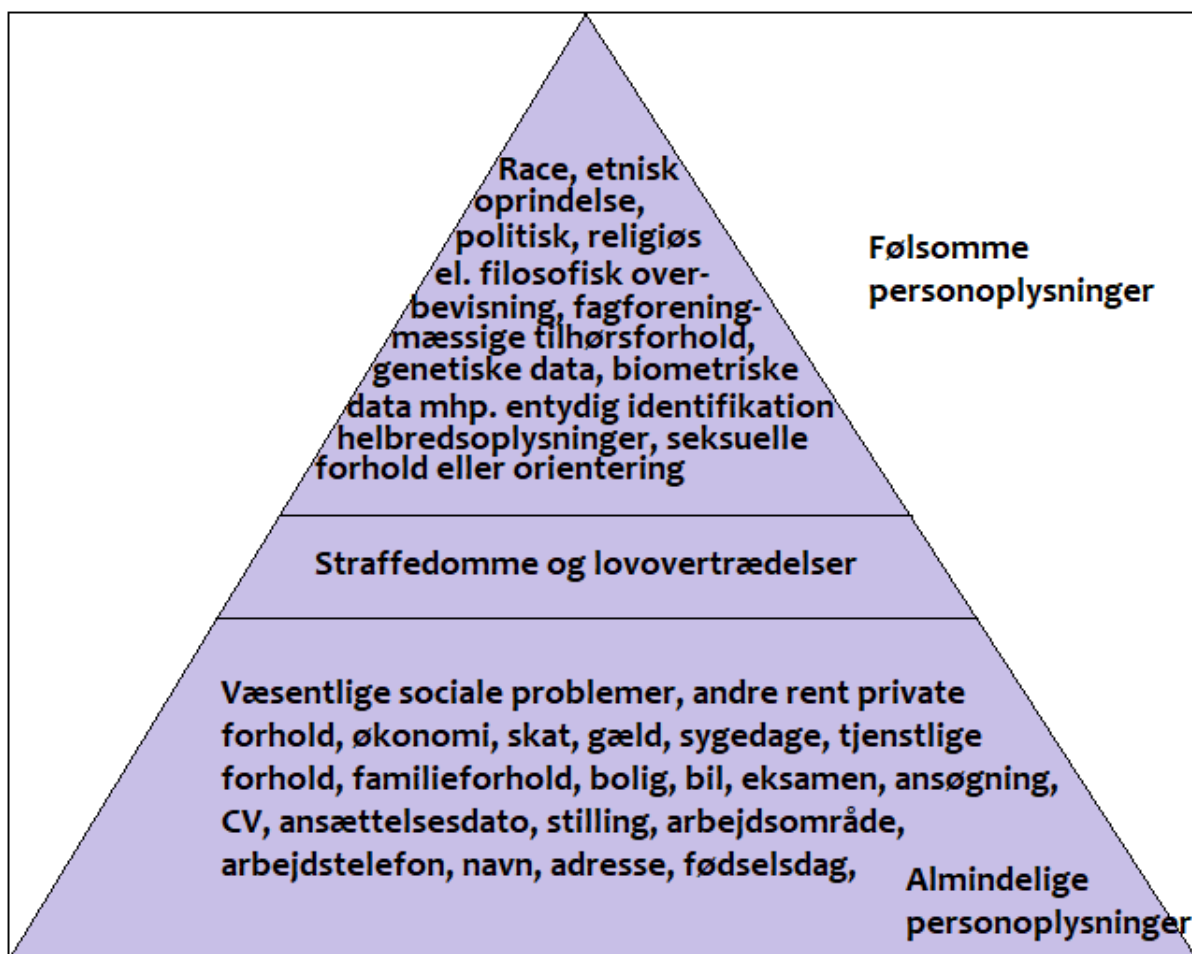 Race, etnisk
oprindelse,
politisk, religiøs
el. filosofisk over-
bevisning, fagforening-
mæssige tilhørsforhold,
genetiske data, biometriske
data mhp. entydig identifikation
helbredsoplysninger, seksuelle
forhold eller orientering
Følsomme
personoplysninger
Straffedomme og lovovertrædelser
Væsentlige sociale problemer, andre rent private
forhold, økonomi, skat, gæld, sygedage, tjenstlige
forhold, familieforhold, bolig, bil, eksamen, ansøgning,
CV, ansættelsesdato, stilling, arbejdsområde,
arbejdstelefon, navn, adresse, fødselsdag,
Almindelige
personoplysninger